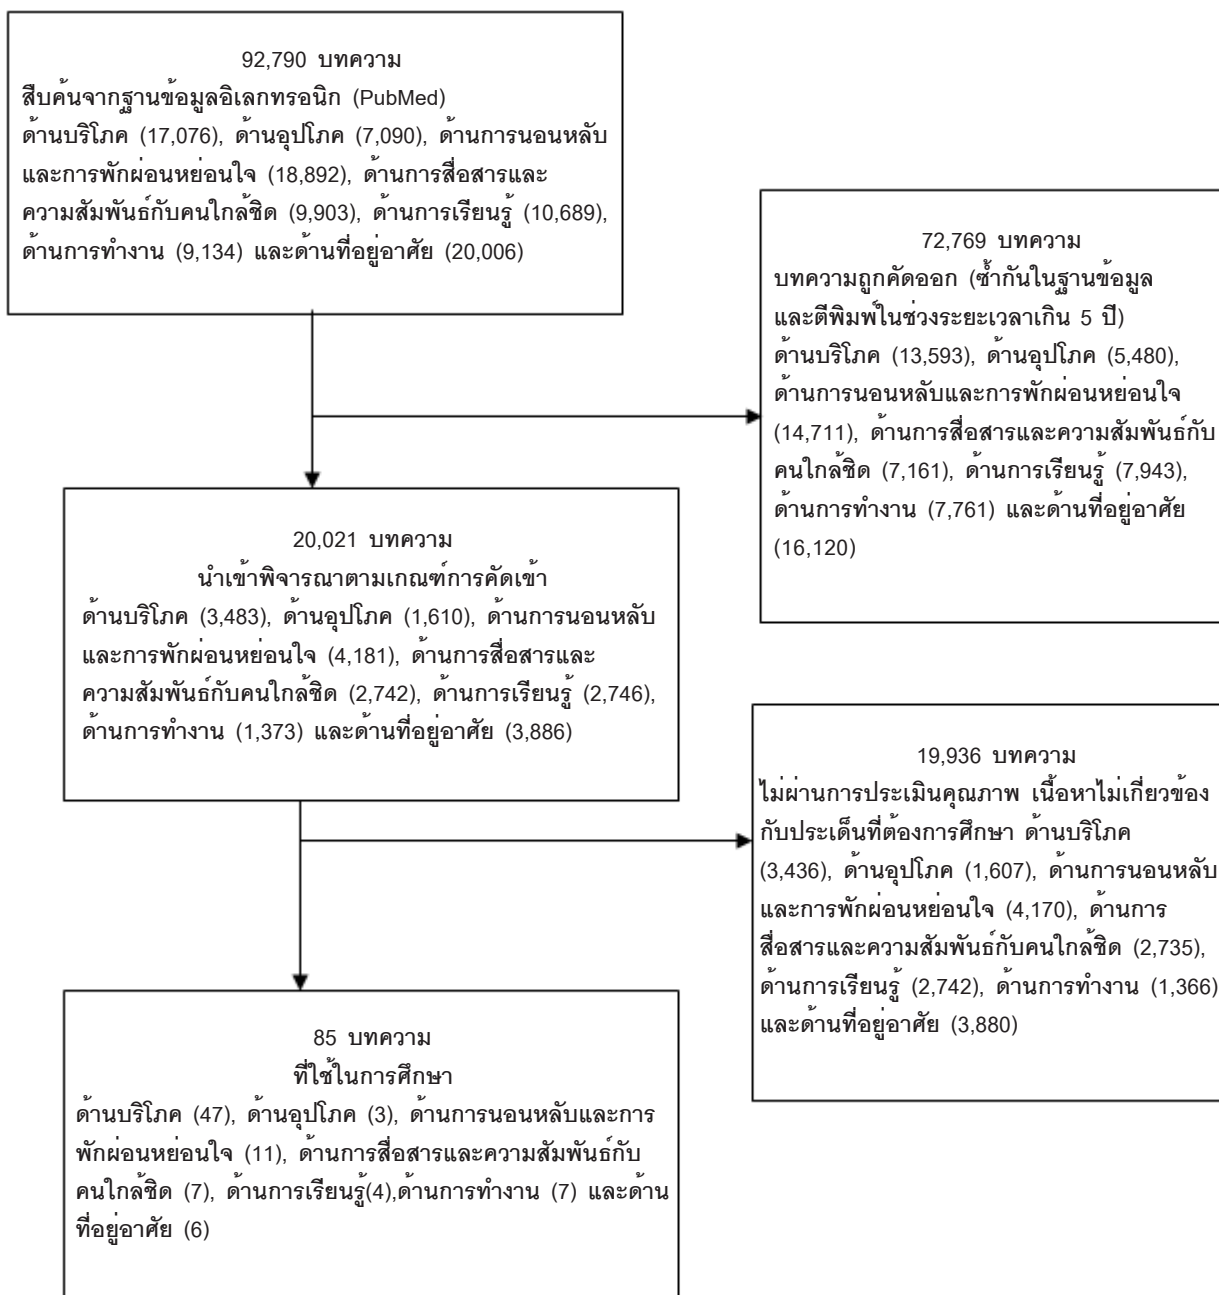 92,790 บทความ
สืบค้นจากฐานข้อมูลอิเลกทรอนิก (PubMed)
ด้านบริโภค (17,076), ด้านอุปโภค (7,090), ด้านการนอนหลับ
และการพักผ่อนหย่อนใจ (18,892), ด้านการสื่อสารและ
ความสัมพันธ์กับคนใกล้ชิด (9,903), ด้านการเรียนรู้ (10,689),
ด้านการทำงาน (9,134) และด้านที่อยู่อาศัย (20,006)
72,769 บทความ
บทความถูกคัดออก (ซ้ำกันในฐานข้อมูล
และตีพิมพ์ในช่วงระยะเวลาเกิน 5 ปี)
ด้านบริโภค (13,593), ด้านอุปโภค (5,480),
ด้านการนอนหลับและการพักผ่อนหย่อนใจ
(14,711), ด้านการสื่อสารและความสัมพันธ์กับ
คนใกล้ชิด (7,161), ด้านการเรียนรู้ (7,943),
ด้านการทำงาน (7,761) และด้านที่อยู่อาศัย
(16,120)
20,021 บทความ
นำเข้าพิจารณาตามเกณฑ์การคัดเข้า
ด้านบริโภค (3,483), ด้านอุปโภค (1,610), ด้านการนอนหลับ
และการพักผ่อนหย่อนใจ (4,181), ด้านการสื่อสารและ
ความสัมพันธ์กับคนใกล้ชิด (2,742), ด้านการเรียนรู้ (2,746),
ด้านการทำงาน (1,373) และด้านที่อยู่อาศัย (3,886)
19,936 บทความ
ไม่ผ่านการประเมินคุณภาพ เนื้อหาไม่เกี่ยวข้อง
กับประเด็นที่ต้องการศึกษา ด้านบริโภค
(3,436), ด้านอุปโภค (1,607), ด้านการนอนหลับ
และการพักผ่อนหย่อนใจ (4,170), ด้านการ
สื่อสารและความสัมพันธ์กับคนใกล้ชิด (2,735),
ด้านการเรียนรู้ (2,742), ด้านการทำงาน (1,366)
และด้านที่อยู่อาศัย (3,880)
85 บทความ
ที่ใช้ในการศึกษา
ด้านบริโภค (47), ด้านอุปโภค (3), ด้านการนอนหลับและการ
พักผ่อนหย่อนใจ (11), ด้านการสื่อสารและความสัมพันธ์กับ
คนใกล้ชิด (7), ด้านการเรียนรู้(4),ด้านการทำงาน (7) และด้าน
ที่อยู่อาศัย (6)